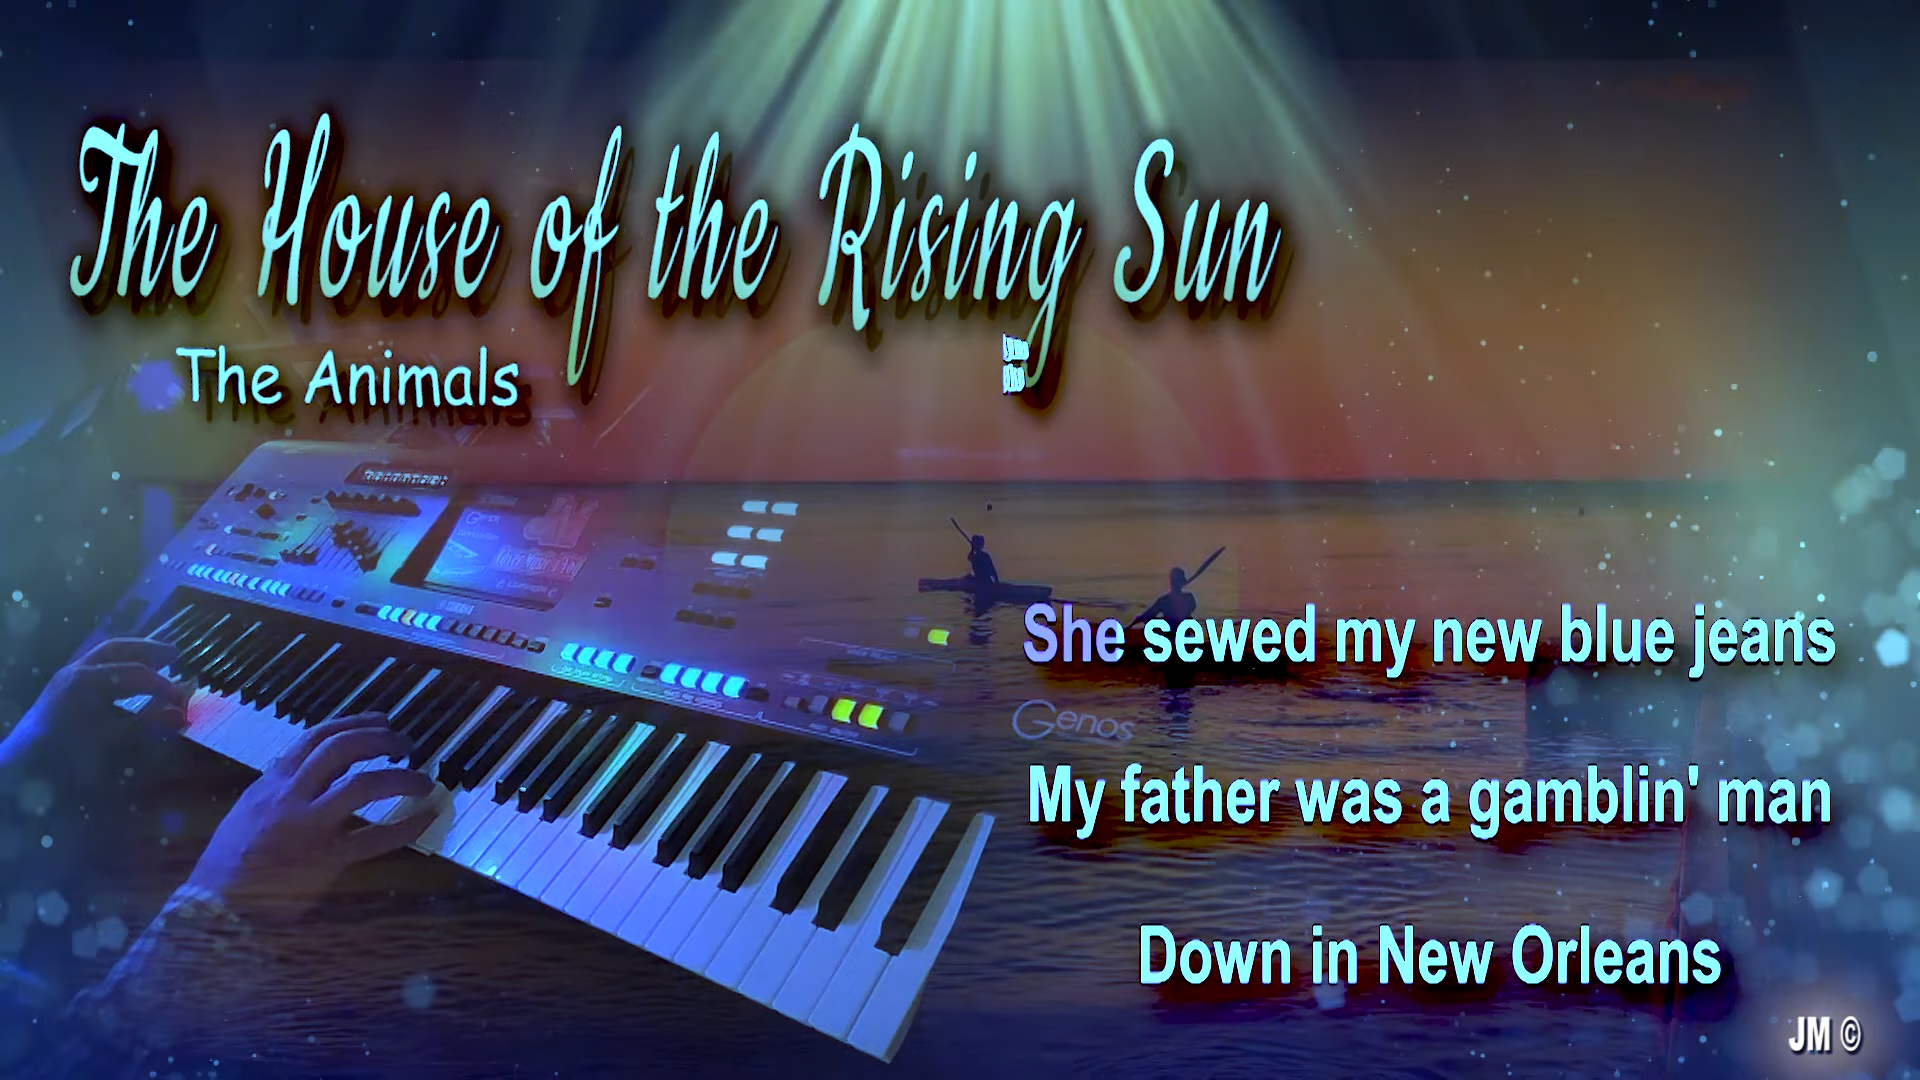 The House of the Rising Sun
The Animals
She sewed my new blue jeans
Genos
My father was a gamblin' man
Down in New Orleans
JM ©